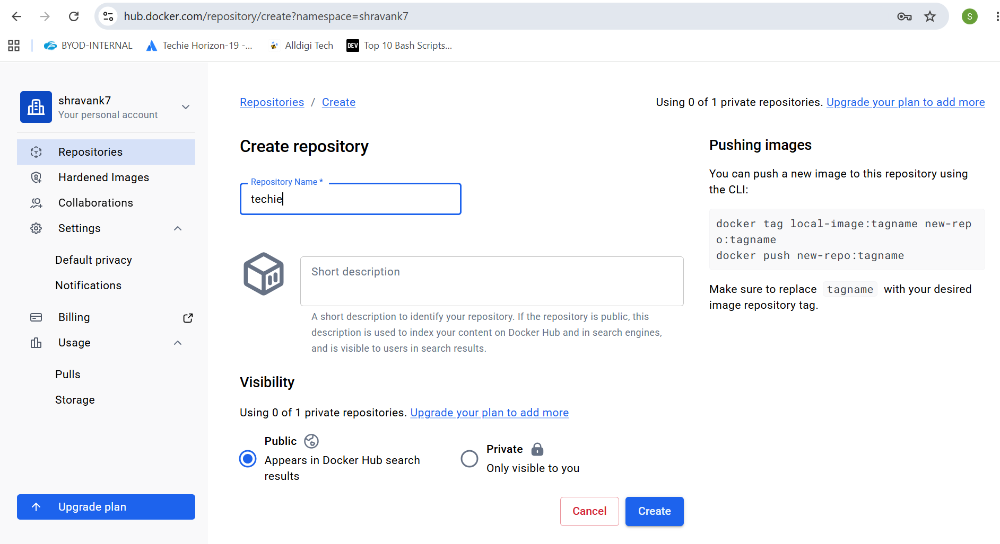 hub.docker.com/repository/create?namespace=shravank7
S
BYOD-INTERNAL
Techie Horizon-19 -...
Alldigi Tech
DEV
Top 10 Bash Scripts...
shravank7
Your personal account
Repositories
Hardened Images
Collaborations
Settings
Default privacy
Notifications
Billing
Usage
Pulls
Storage
Upgrade plan
Repositories / Create
Using 0 of 1 private repositories. Upgrade your plan to add more
Create repository
Repository Name *
techie
Short description
A short description to identify your repository. If the repository is public, this
description is used to index your content on Docker Hub and in search engines,
and is visible to users in search results.
Visibility
Using 0 of 1 private repositories. Upgrade your plan to add more
Public
Appears in Docker Hub search
results
Private
Only visible to you
Cancel
Create
Pushing images
You can push a new image to this repository using
the CLI:
docker tag local-image:tagname new-rep
o:tagname
docker push new-repo:tagname
Make sure to replace tagname with your desired
image repository tag.